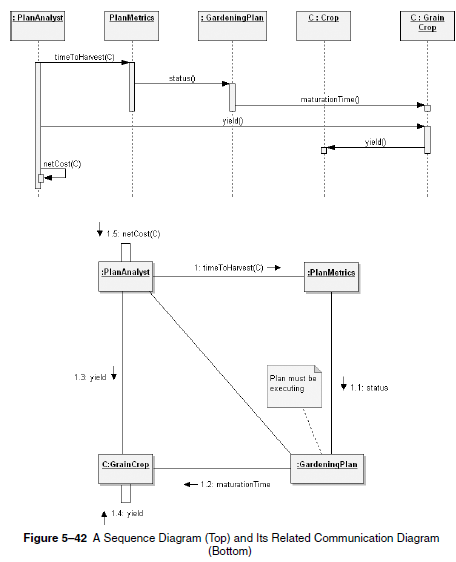 : PlanAnalyst
PlanMetrics
: GardeningPlan
C : Crop
C : Grain
Crop
timeToHarvest(C)
status()
maturationTime()
yield()
yield()
netCost(C)
1.5: netCost(C)
:PlanAnalyst
1: timeToHarvest(C)
:PlanMetrics
1.3: yield
Plan must be
executing
1.1: status
C:GrainCrop
:GardeningPlan
1.2: maturationTime
1.4: yield
Figure 5–42 A Sequence Diagram (Top) and Its Related Communication Diagram
(Bottom)